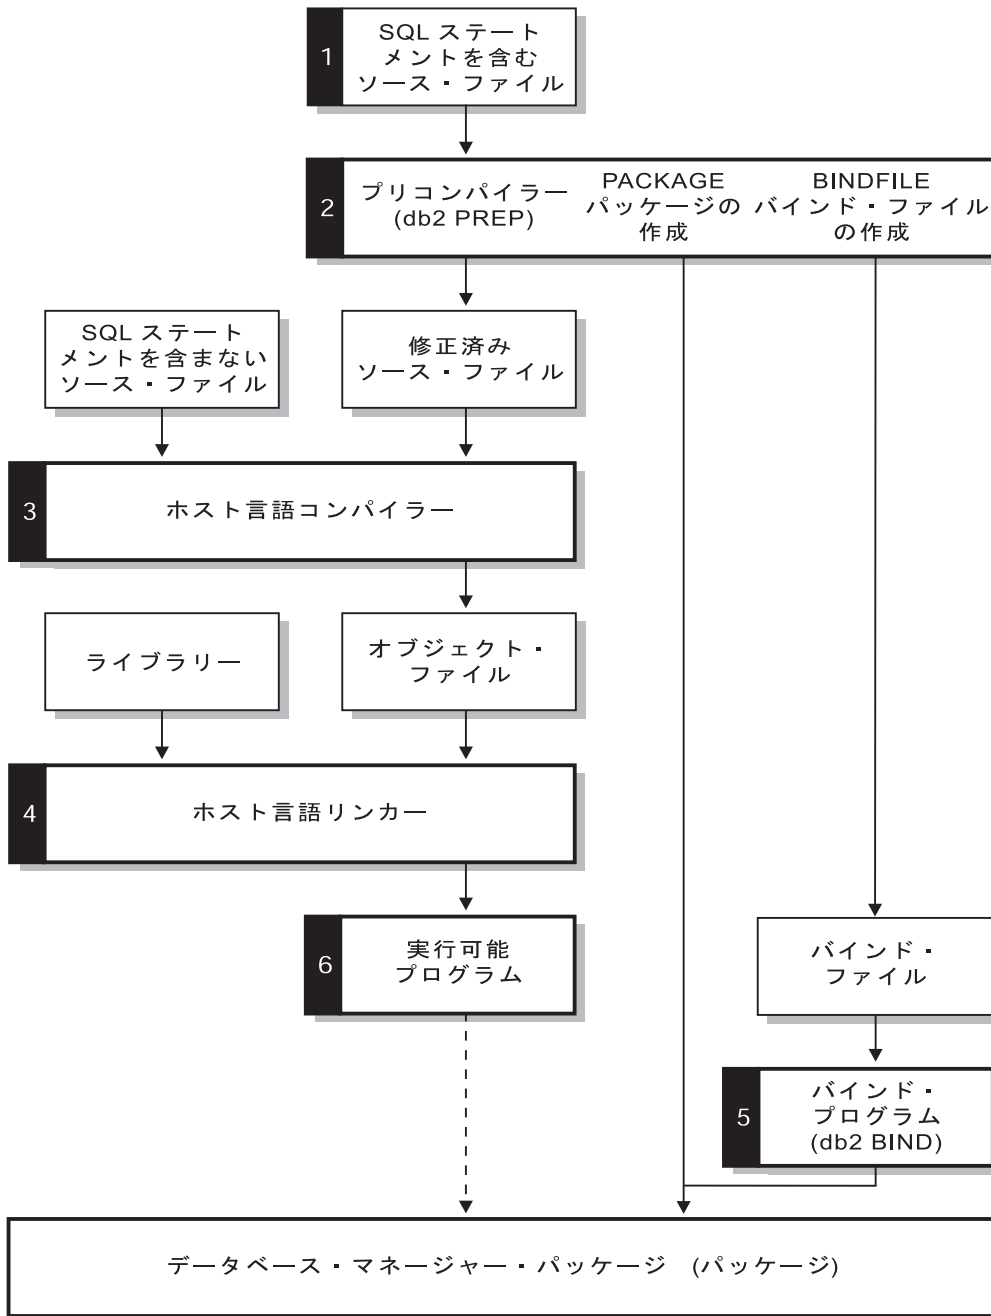 1
SQL ステート
メントを含む
ソース・ファイル
2
プリコンパイラー
(db2 PREP)
PACKAGE
パッケージの
作成
BINDFILE
バインド・ファイル
の作成
SQL ステート
メントを含まない
ソース・ファイル
修正済み
ソース・ファイル
3
ホスト言語コンパイラー
ライブラリー
オブジェクト・
ファイル
4
ホスト言語リンカー
6
実行可能
プログラム
バインド・
ファイル
5
バインド・
プログラム
(db2 BIND)
データベース・マネージャー・パッケージ (パッケージ)